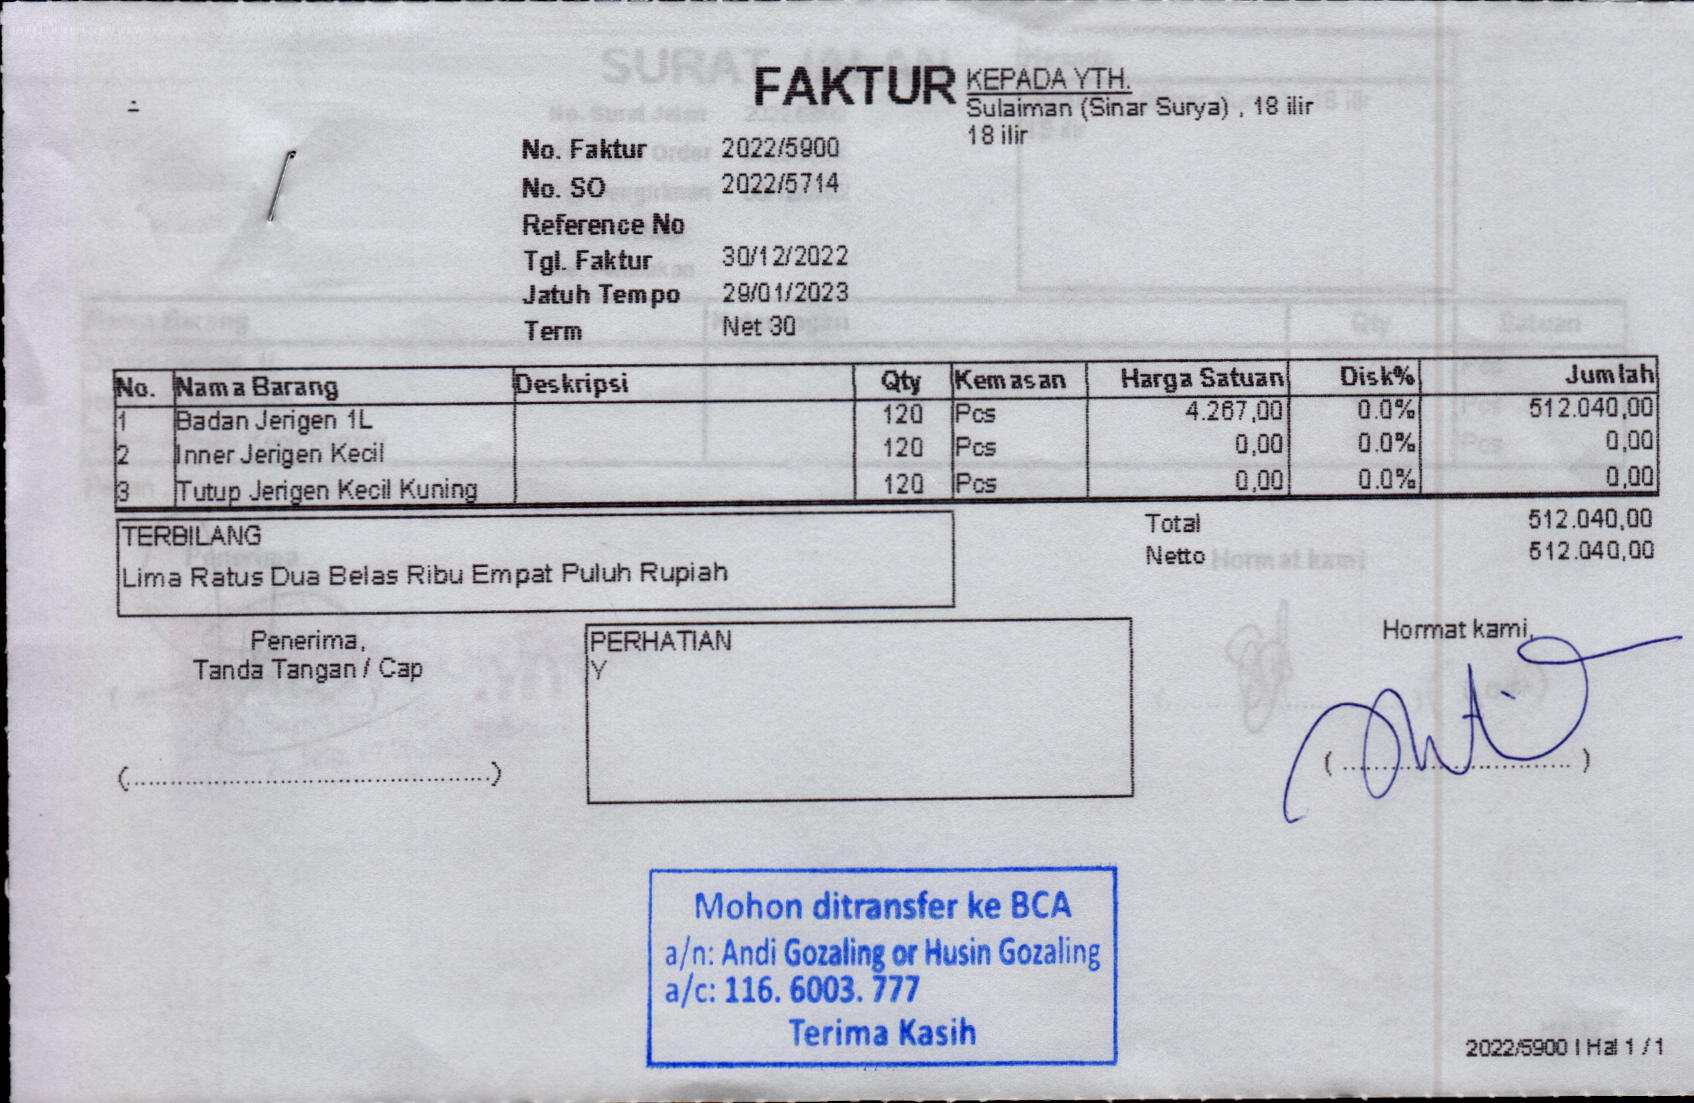 FAKTUR
KEPADA YTH.
Sulaiman (Sinar Surya) , 18 ilir
18 ilir
No. Faktur 2022/5900
No. SO 2022/5714
Reference No
Tgl. Faktur 30/12/2022
Jatuh Tempo 29/01/2023
Term Net 30
No. Nama Barang Deskripsi Qty Kemasan Harga Satuan Disk% Jumlah
1 Badan Jerigen 1L 120 Pcs 4.267,00 0.0% 512.040,00
2 Inner Jerigen Kecil 120 Pcs 0,00 0.0% 0,00
3 Tutup Jerigen Kecil Kuning 120 Pcs 0,00 0.0% 0,00
TERBILANG
Lima Ratus Dua Belas Ribu Empat Puluh Rupiah
Total 512.040,00
Netto 512.040,00
Penerima,
Tanda Tangan / Cap
(..................................................)
PERHATIAN
Y
Hormat kami,
( ................................ )
Mohon ditransfer ke BCA
a/n: Andi Gozaling or Husin Gozaling
a/c: 116. 6003. 777
Terima Kasih
2022/5900 | Hal 1 / 1